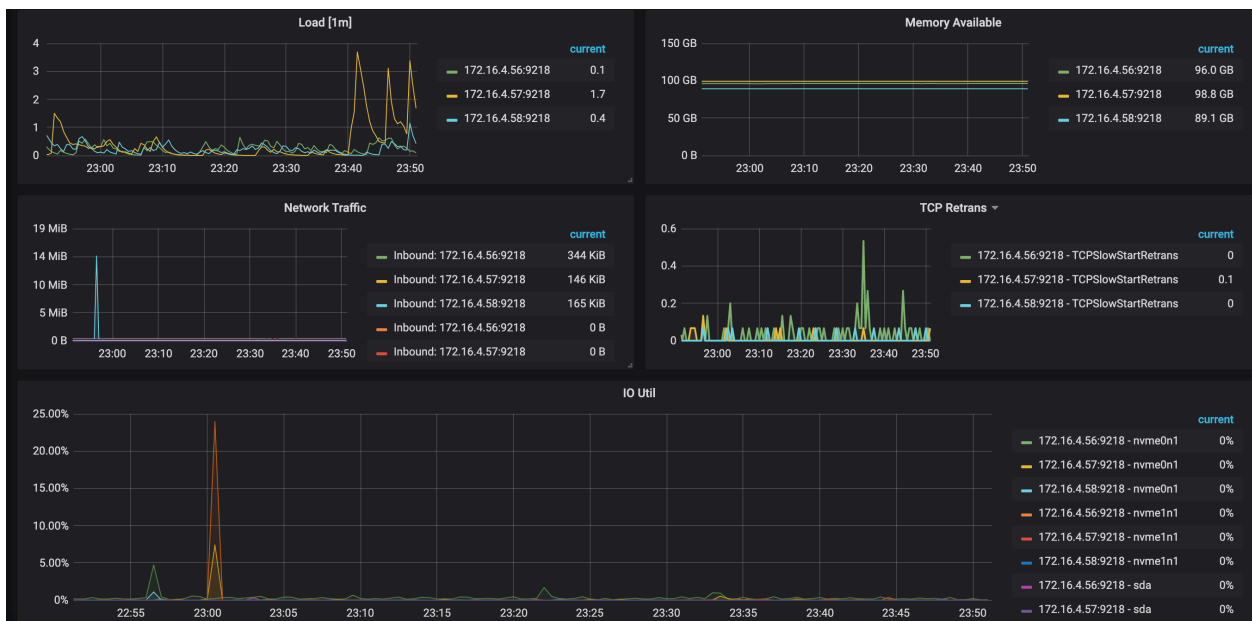 Load [1m]
4
3
2
1
0
23:00 23:10 23:20 23:30 23:40 23:50
current
172.16.4.56:9218 0.1
172.16.4.57:9218 1.7
172.16.4.58:9218 0.4
Memory Available
150 GB
100 GB
50 GB
0 B
23:00 23:10 23:20 23:30 23:40 23:50
current
172.16.4.56:9218 96.0 GB
172.16.4.57:9218 98.8 GB
172.16.4.58:9218 89.1 GB
Network Traffic
19 MiB
14 MiB
10 MiB
5 MiB
0 B
23:00 23:10 23:20 23:30 23:40 23:50
current
Inbound: 172.16.4.56:9218 344 KiB
Inbound: 172.16.4.57:9218 146 KiB
Inbound: 172.16.4.58:9218 165 KiB
Inbound: 172.16.4.56:9218 0 B
Inbound: 172.16.4.57:9218 0 B
TCP Retrans
0.6
0.4
0.2
0
23:00 23:10 23:20 23:30 23:40 23:50
current
172.16.4.56:9218 - TCPSlowStartRetrans 0
172.16.4.57:9218 - TCPSlowStartRetrans 0.1
172.16.4.58:9218 - TCPSlowStartRetrans 0
IO Util
25.00%
20.00%
15.00%
10.00%
5.00%
0%
22:55 23:00 23:05 23:10 23:15 23:20 23:25 23:30 23:35 23:40 23:45 23:50
current
172.16.4.56:9218 - nvme0n1 0%
172.16.4.57:9218 - nvme0n1 0%
172.16.4.58:9218 - nvme0n1 0%
172.16.4.56:9218 - nvme1n1 0%
172.16.4.57:9218 - nvme1n1 0%
172.16.4.58:9218 - nvme1n1 0%
172.16.4.56:9218 - sda 0%
172.16.4.57:9218 - sda 0%